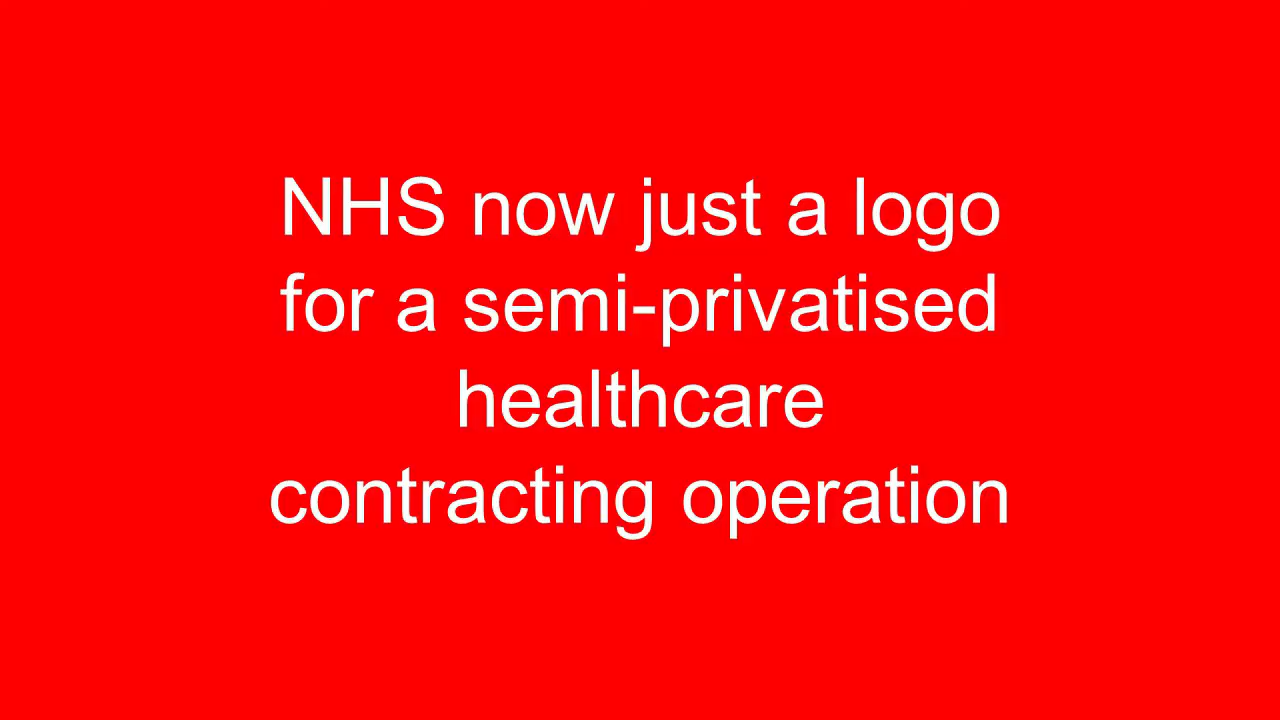 NHS now just a logo
for a semi-privatised
healthcare
contracting operation